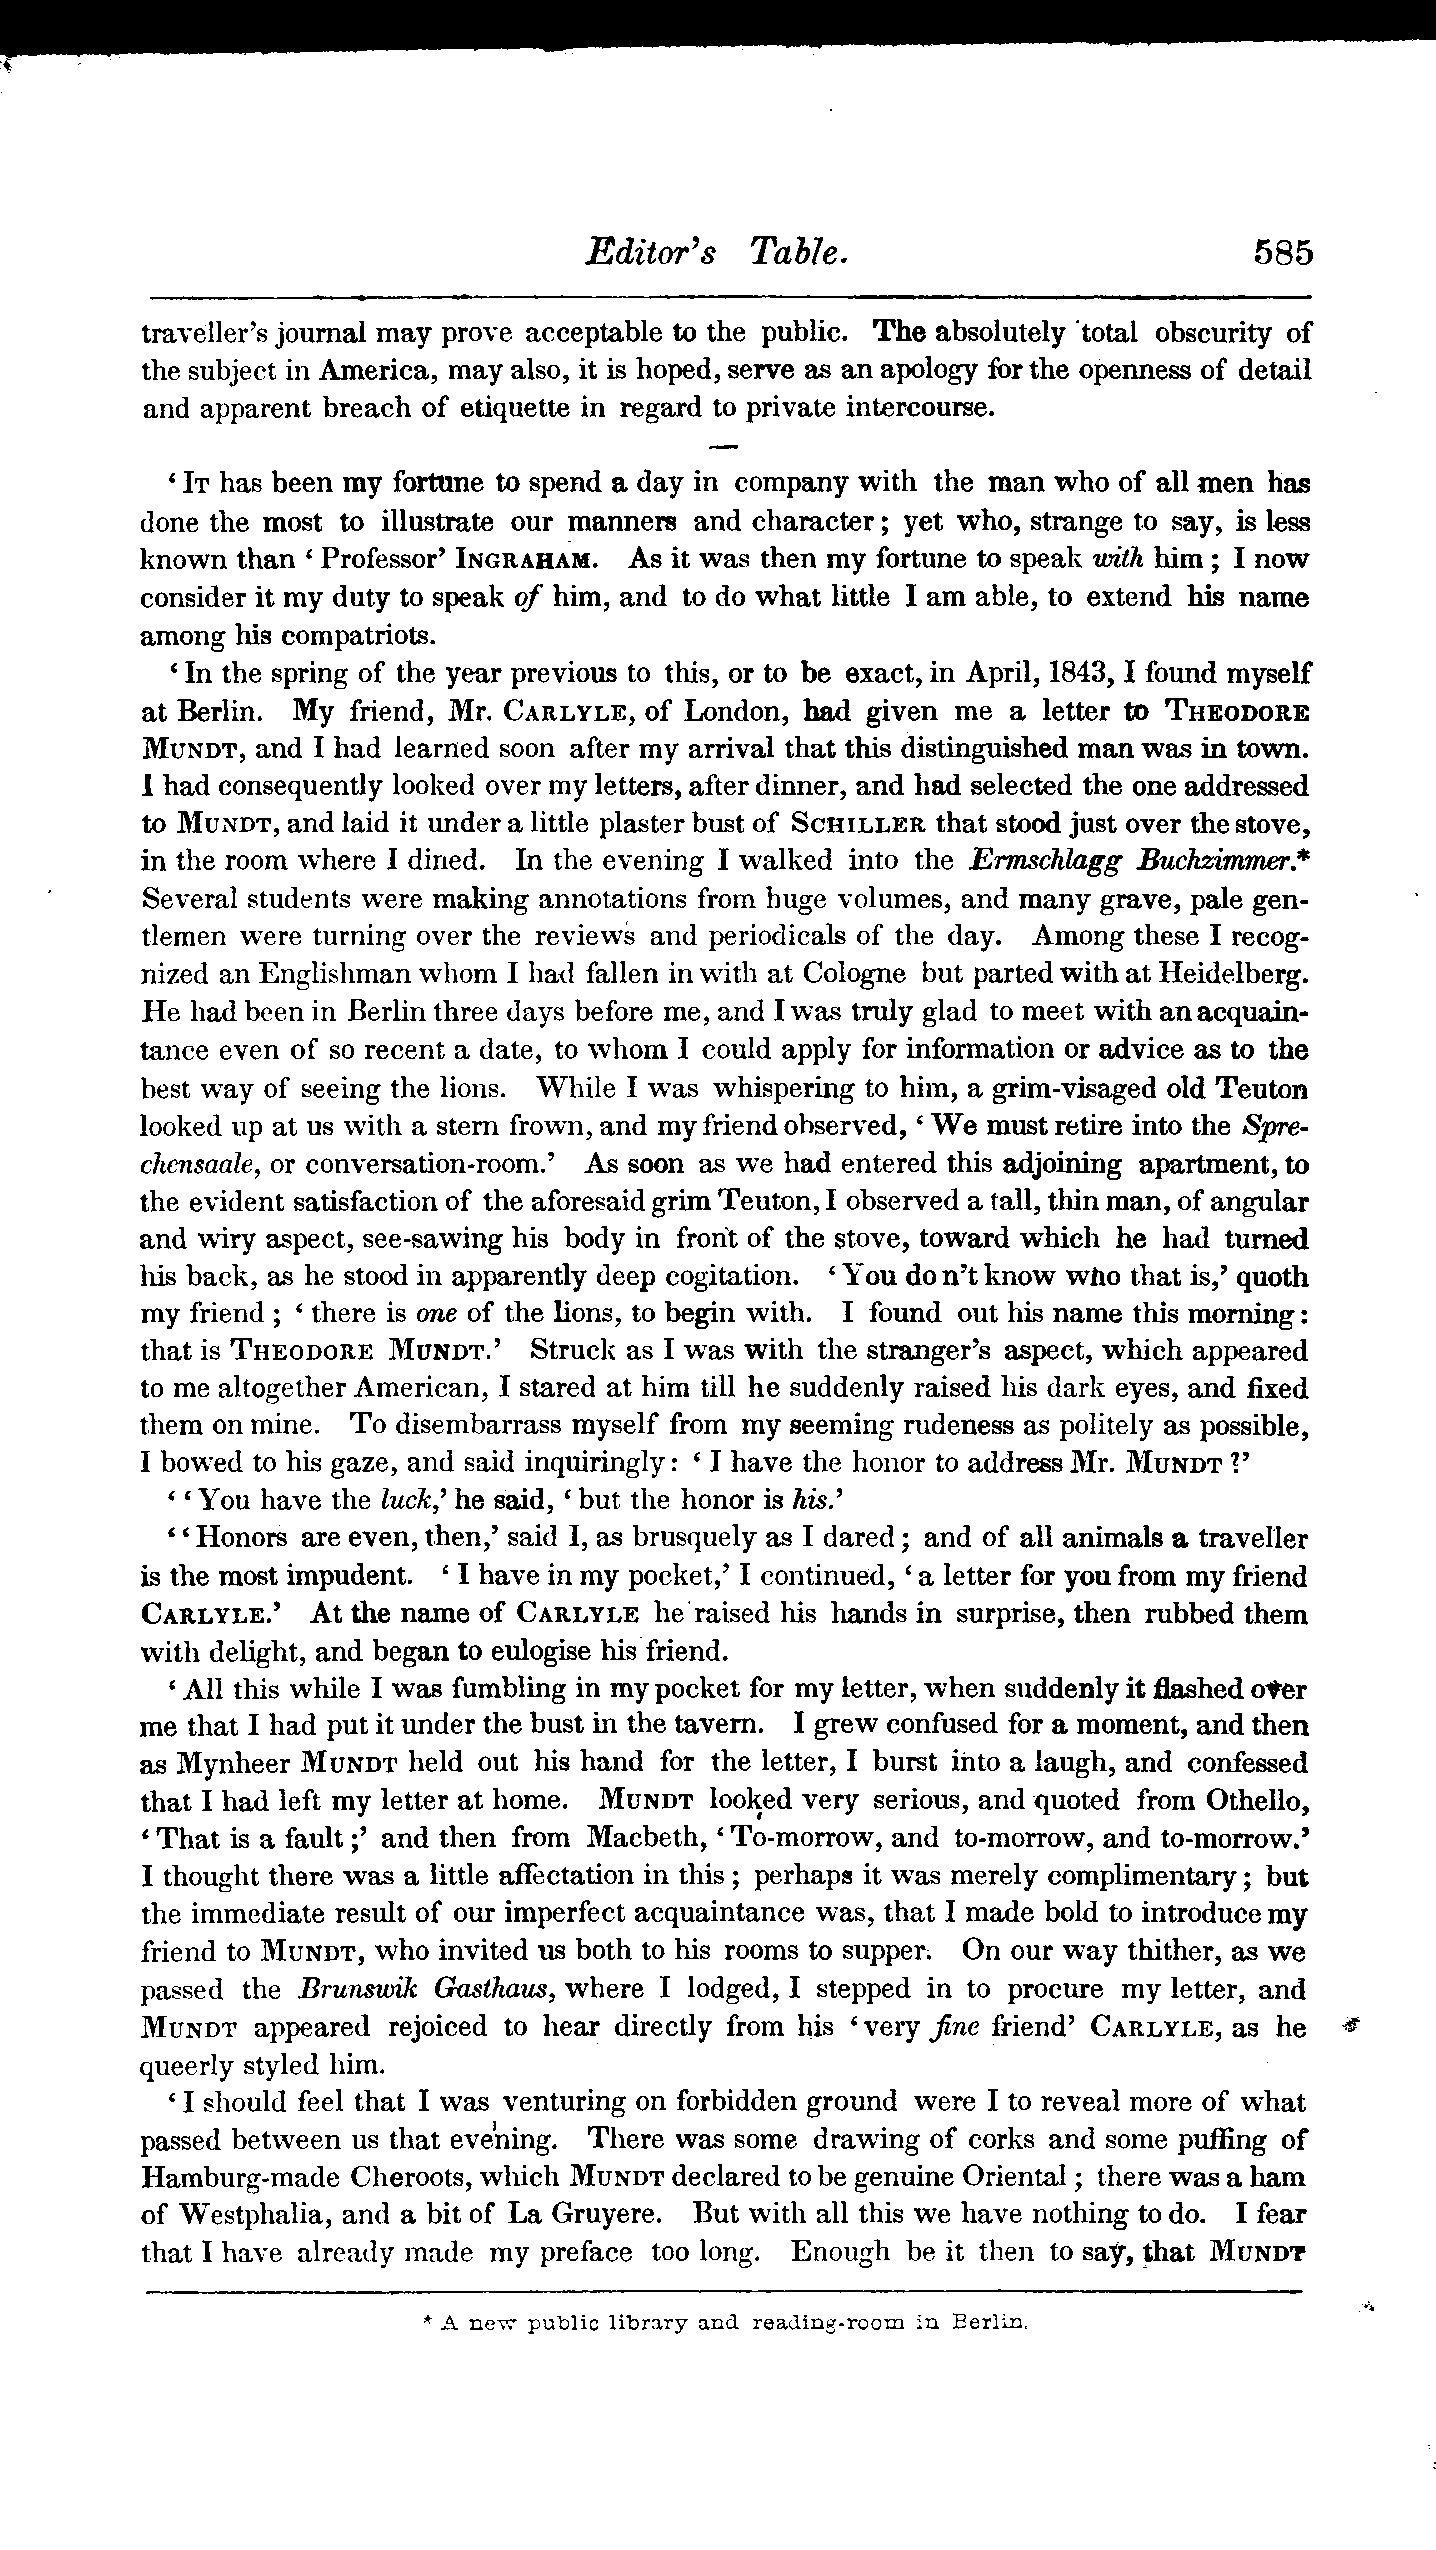 Editor's Table. 585
traveller's journal may prove acceptable to the public. The absolutely total obscurity of
the subject in America, may also, it is hoped, serve as an apology for the openness of detail
and apparent breach of etiquette in regard to private intercourse.
‘IT has been my fortune to spend a day in company with the man who of all men has
done the most to illustrate our manners and character; yet who, strange to say, is less
known than ‘Professor’ INGRAHAM. As it was then my fortune to speak with him; I now
consider it my duty to speak of him, and to do what little I am able, to extend his name
among his compatriots.
‘In the spring of the year previous to this, or to be exact, in April, 1843, I found myself
at Berlin. My friend, Mr. CARLYLE, of London, had given me a letter to THEODORE
MUNDT, and I had learned soon after my arrival that this distinguished man was in town.
I had consequently looked over my letters, after dinner, and had selected the one addressed
to MUNDT, and laid it under a little plaster bust of SCHILLER that stood just over the stove,
in the room where I dined. In the evening I walked into the Ermschlagg Buchzimmer.*
Several students were making annotations from huge volumes, and many grave, pale gen-
tlemen were turning over the reviews and periodicals of the day. Among these I recog-
nized an Englishman whom I had fallen in with at Cologne but parted with at Heidelberg.
He had been in Berlin three days before me, and I was truly glad to meet with an acquain-
tance even of so recent a date, to whom I could apply for information or advice as to the
best way of seeing the lions. While I was whispering to him, a grim-visaged old Teuton
looked up at us with a stern frown, and my friend observed, ‘We must retire into the Spre-
chensaale, or conversation-room.’ As soon as we had entered this adjoining apartment, to
the evident satisfaction of the aforesaid grim Teuton, I observed a tall, thin man, of angular
and wiry aspect, see-sawing his body in front of the stove, toward which he had turned
his back, as he stood in apparently deep cogitation. ‘You do n't know who that is,’ quoth
my friend; ‘there is one of the lions, to begin with. I found out his name this morning:
that is THEODORE MUNDT.’ Struck as I was with the stranger's aspect, which appeared
to me altogether American, I stared at him till he suddenly raised his dark eyes, and fixed
them on mine. To disembarrass myself from my seeming rudeness as politely as possible,
I bowed to his gaze, and said inquiringly: ‘I have the honor to address Mr. MUNDT?’
‘‘You have the luck,’ he said, ‘but the honor is his.’
‘‘Honors are even, then,’ said I, as brusquely as I dared; and of all animals a traveller
is the most impudent. ‘I have in my pocket,’ I continued, ‘a letter for you from my friend
CARLYLE.’ At the name of CARLYLE he raised his hands in surprise, then rubbed them
with delight, and began to eulogise his friend.
‘All this while I was fumbling in my pocket for my letter, when suddenly it flashed over
me that I had put it under the bust in the tavern. I grew confused for a moment, and then
as Mynheer MUNDT held out his hand for the letter, I burst into a laugh, and confessed
that I had left my letter at home. MUNDT looked very serious, and quoted from Othello,
‘That is a fault;’ and then from Macbeth, ‘To-morrow, and to-morrow, and to-morrow.’
I thought there was a little affectation in this; perhaps it was merely complimentary; but
the immediate result of our imperfect acquaintance was, that I made bold to introduce my
friend to MUNDT, who invited us both to his rooms to supper. On our way thither, as we
passed the Brunswik Gasthaus, where I lodged, I stepped in to procure my letter, and
MUNDT appeared rejoiced to hear directly from his ‘very fine friend’ CARLYLE, as he
queerly styled him.
‘I should feel that I was venturing on forbidden ground were I to reveal more of what
passed between us that evening. There was some drawing of corks and some puffing of
Hamburg-made Cheroots, which MUNDT declared to be genuine Oriental; there was a ham
of Westphalia, and a bit of La Gruyere. But with all this we have nothing to do. I fear
that I have already made my preface too long. Enough be it then to say, that MUNDT
* A new public library and reading-room in Berlin.